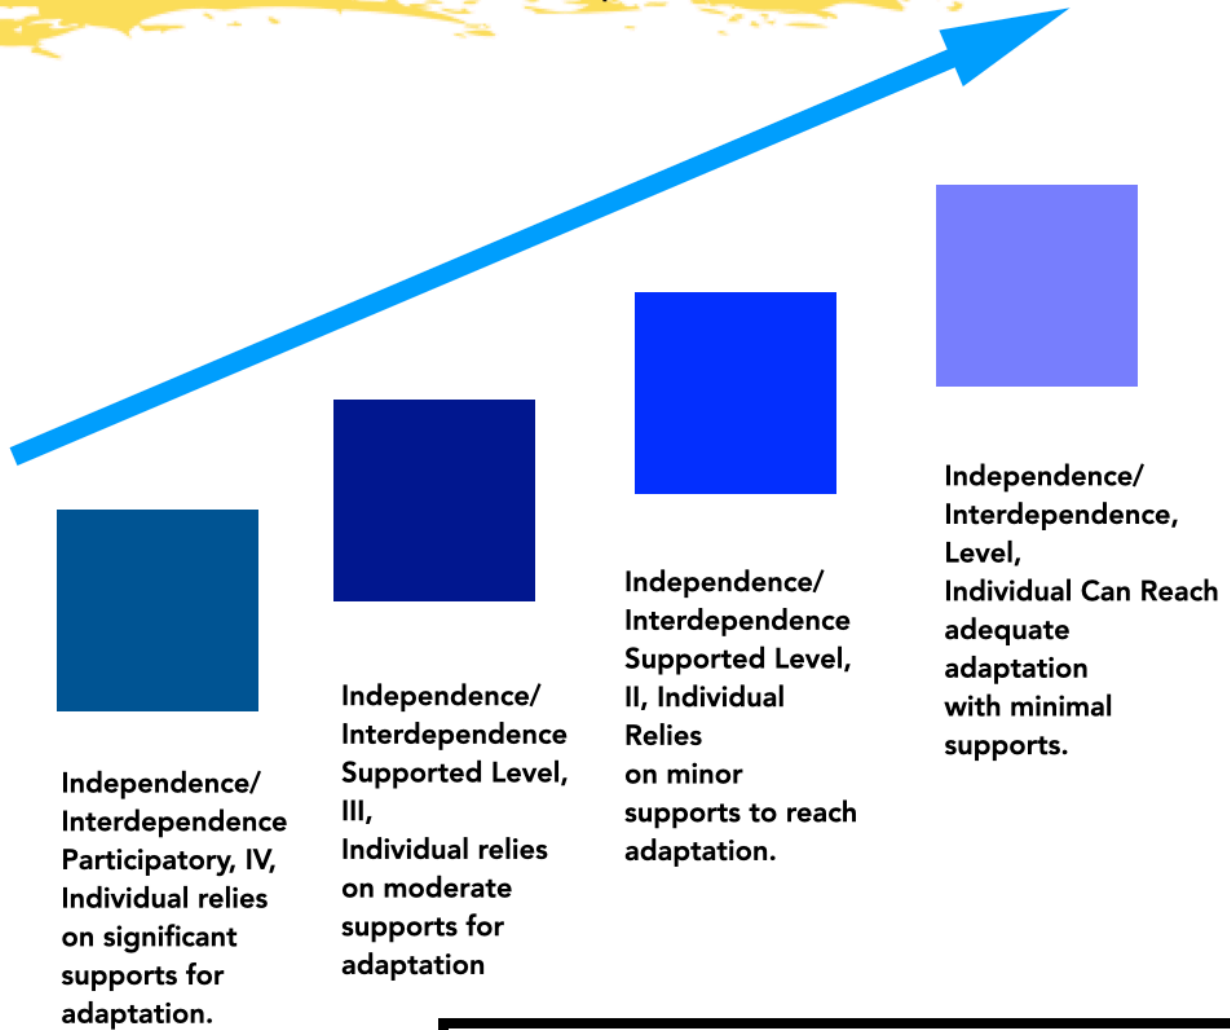 Independence/
Interdependence
Participatory, IV,
Individual relies
on significant
supports for
adaptation.
Independence/
Interdependence
Supported Level,
III,
Individual relies
on moderate
supports for
adaptation
Independence/
Interdependence
Supported Level,
II, Individual
Relies
on minor
supports to reach
adaptation.
Independence/
Interdependence,
Level,
Individual Can Reach
adequate
adaptation
with minimal
supports.